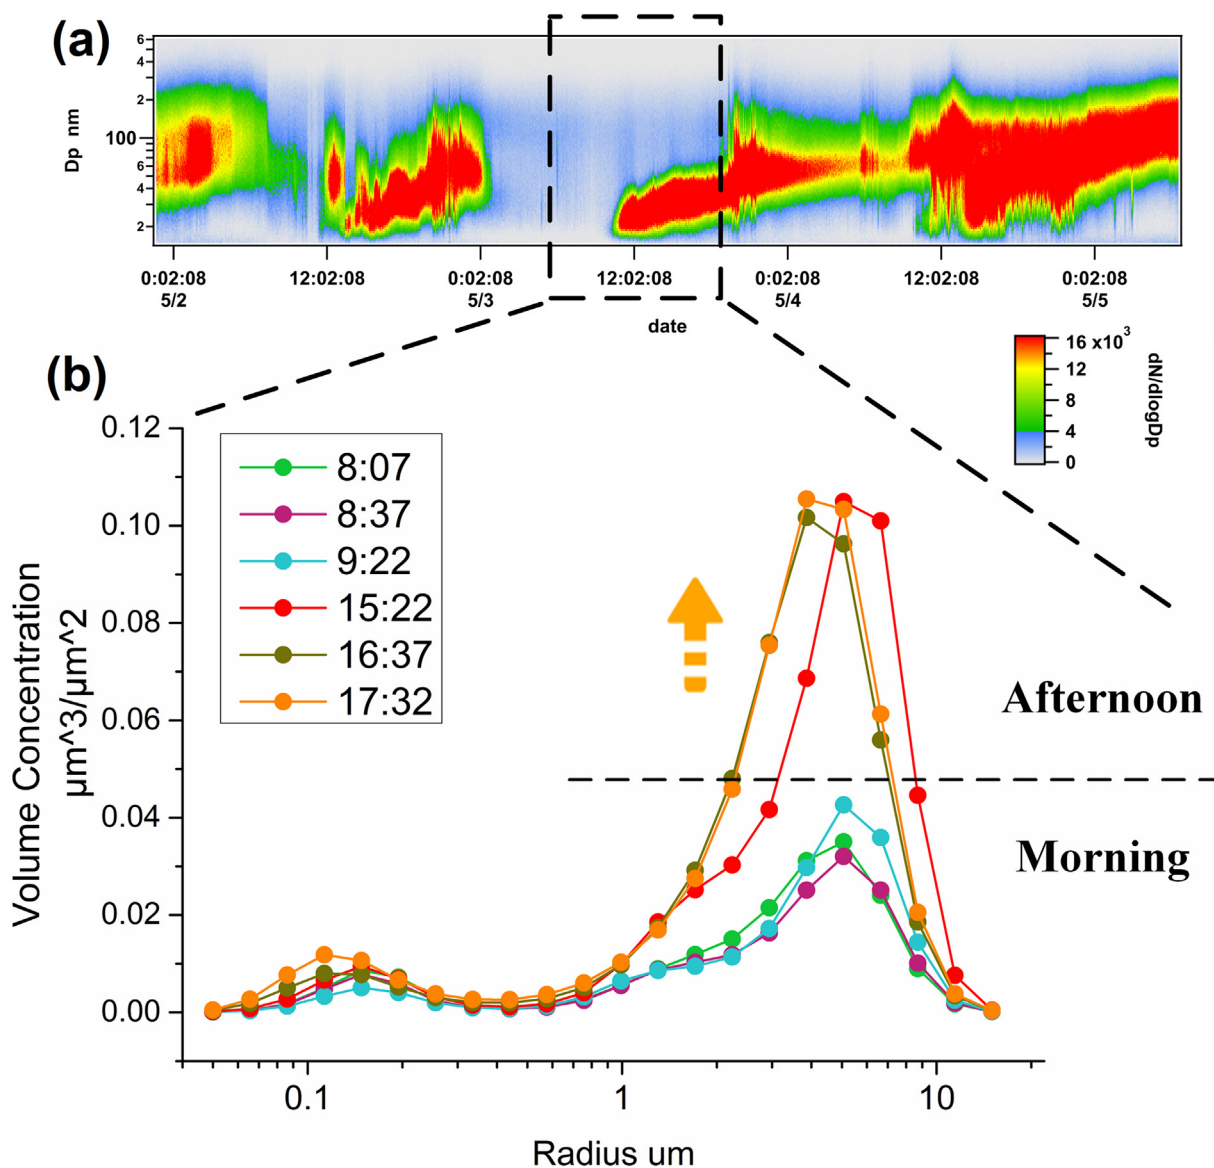 (a)
6
4
2
100
6
4
2
Dp nm
0:02:08 12:02:08 0:02:08 12:02:08 0:02:08 12:02:08 0:02:08
5/2 5/3 5/4 5/5
date
16 x10³
12
8
4
0
dN/dlogDp
(b)
0.12
0.10
0.08
0.06
0.04
0.02
0.00
Volume Concentration
µm^3/µm^2
8:07
8:37
9:22
15:22
16:37
17:32
Afternoon
Morning
0.1 1 10
Radius um